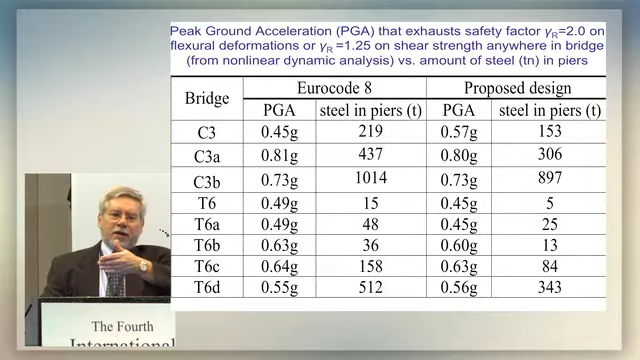 Peak Ground Acceleration (PGA) that exhausts safety factor γR=2.0 on
flexural deformations or γR =1.25 on shear strength anywhere in bridge
(from nonlinear dynamic analysis) vs. amount of steel (tn) in piers
Bridge Eurocode 8 Proposed design
PGA steel in piers (t) PGA steel in piers (t)
C3 0.45g 219 0.57g 153
C3a 0.81g 437 0.80g 306
C3b 0.73g 1014 0.73g 897
T6 0.49g 15 0.45g 5
T6a 0.49g 48 0.45g 25
T6b 0.63g 36 0.60g 13
T6c 0.64g 158 0.63g 84
T6d 0.55g 512 0.56g 343
The Fourth
International